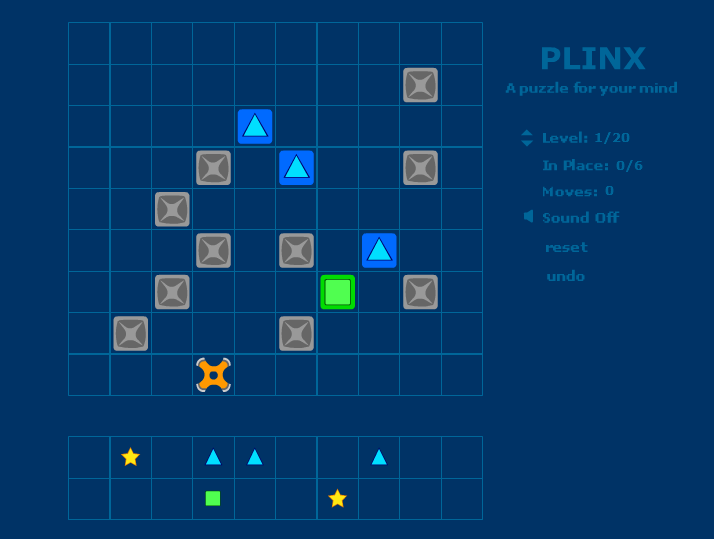 PLINX
A puzzle for your mind
Level: 1/20
In Place: 0/6
Moves: 0
Sound Off
reset
undo